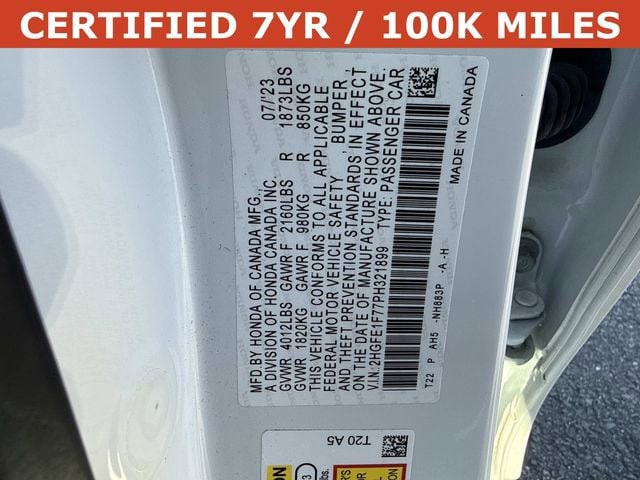 CERTIFIED 7YR / 100K MILES
MFD.BY HONDA OF CANADA MFG., 07/23
A DIVISION OF HONDA CANADA INC.
GVWR 4012LBS GAWR F 2160LBS R 1873LBS
GVWR 1820KG GAWR F 980KG R 850KG
THIS VEHICLE CONFORMS TO ALL APPLICABLE
FEDERAL MOTOR VEHICLE SAFETY, BUMPER,
AND THEFT PREVENTION STANDARDS IN EFFECT
ON THE DATE OF MANUFACTURE SHOWN ABOVE.
V.I.N.:2HGFE1F77PH321899 TYPE: PASSENGER CAR
T22 P AH5 -NH883P -A -H
MADE IN CANADA
T20 A5